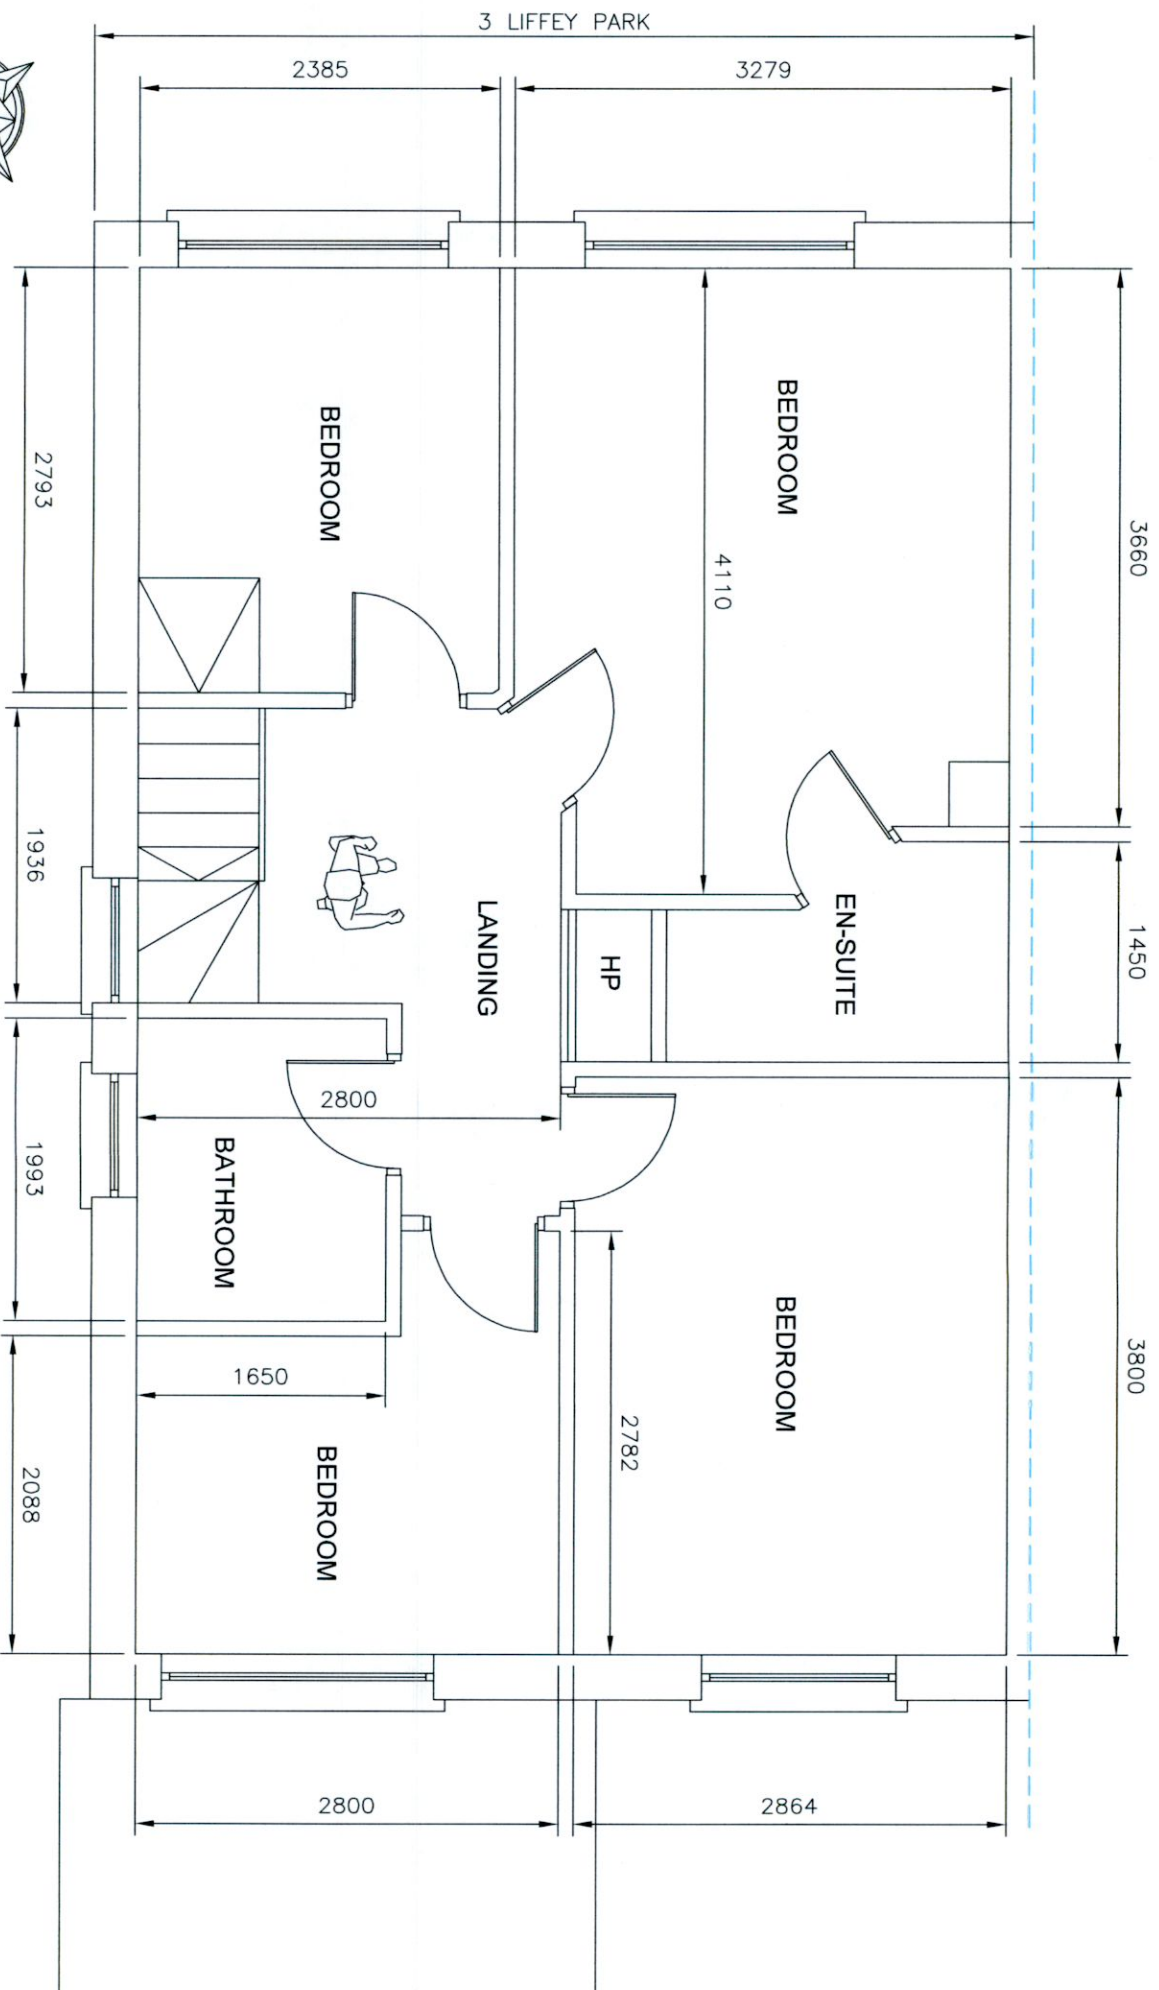 3 LIFFEY PARK
2385
3279
BEDROOM
BEDROOM
2793
4110
3660
1936
LANDING
HP
EN-SUITE
1450
2800
1993
BATHROOM
BEDROOM
3800
1650
2782
2088
BEDROOM
2800
2864